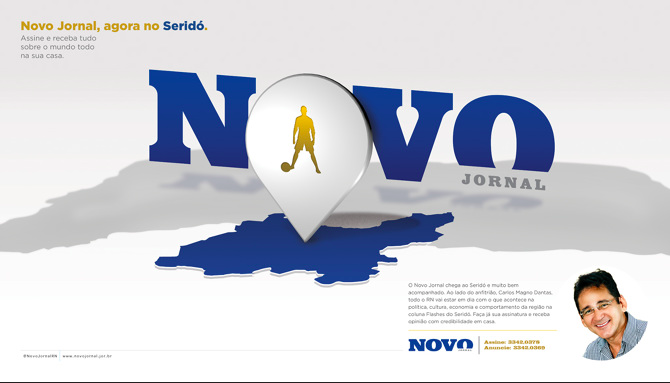 Novo Jornal, agora no Seridó.
Assine e receba tudo
sobre o mundo todo
na sua casa.
NOVO
JORNAL
O Novo Jornal chega ao Seridó e muito bem
acompanhado. Ao lado do anfitrião, Carlos Magno Dantas,
todo o RN vai estar em dia com o que acontece na
política, cultura, economia e comportamento da região na
coluna Flashes do Seridó. Faça já sua assinatura e receba
opinião com credibilidade em casa.
NOVO
JORNAL
Assine: 3342.0378
Anuncie: 3342.0369
@NovoJornalRN | www.novojornal.jor.br